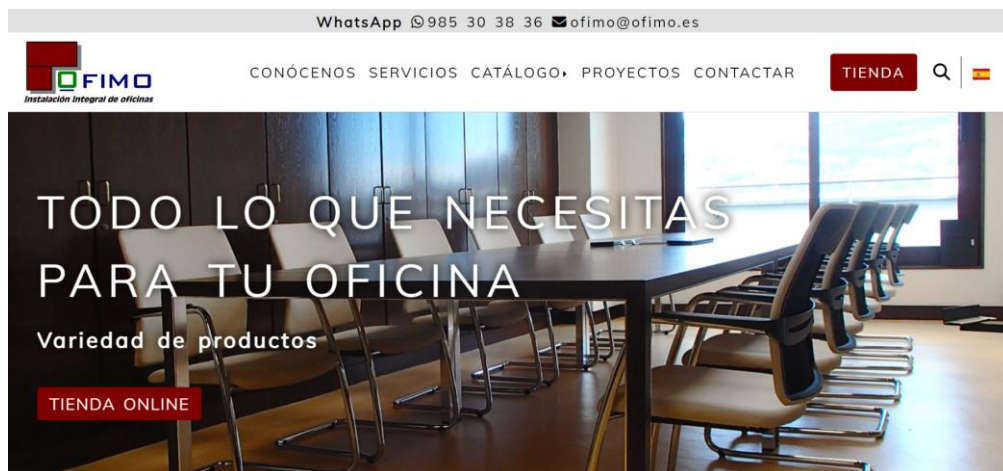 WhatsApp 985 30 38 36 ofimo@ofimo.es
OFIMO
Instalación Integral de oficinas
CONÓCENOS SERVICIOS CATÁLOGO PROYECTOS CONTACTAR TIENDA
TODO LO QUE NECESITAS
PARA TU OFICINA
Variedad de productos
TIENDA ONLINE